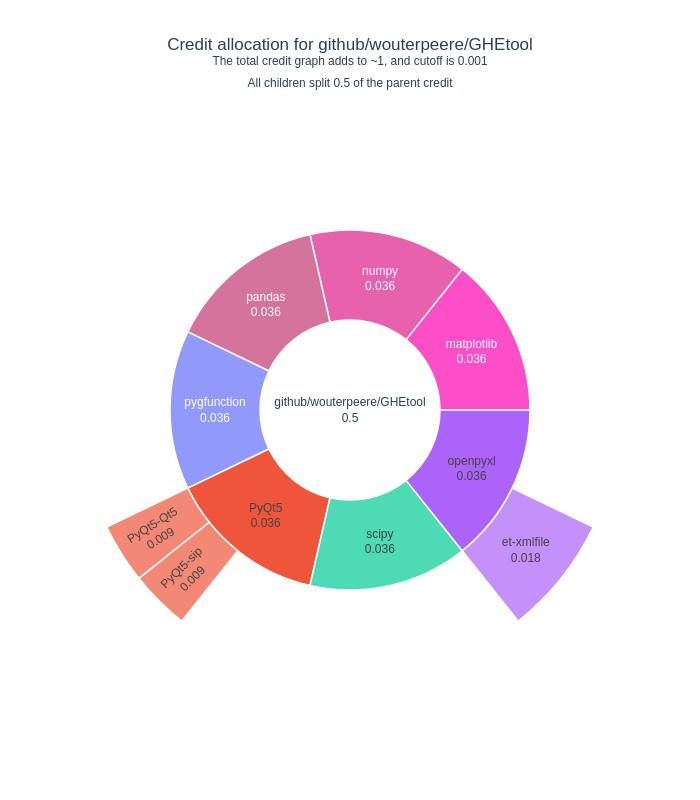 Credit allocation for github/wouterpeere/GHEtool
The total credit graph adds to ~1, and cutoff is 0.001
All children split 0.5 of the parent credit
numpy
0.036
pandas
0.036
matplotlib
0.036
pygfunction
0.036
github/wouterpeere/GHEtool
0.5
openpyxl
0.036
PyQt5
0.036
scipy
0.036
PyQt5-Qt5
0.009
PyQt5-sip
0.009
et-xmlfile
0.018